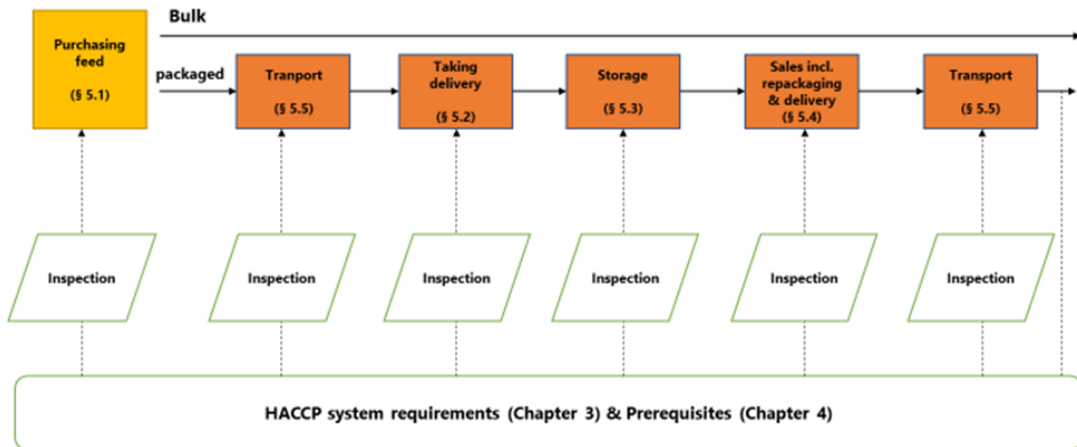 Bulk
Purchasing
feed
(§ 5.1)
packaged
Tranport
(§ 5.5)
Taking
delivery
(§ 5.2)
Storage
(§ 5.3)
Sales incl.
repackaging
& delivery
(§ 5.4)
Transport
(§ 5.5)
Inspection
Inspection
Inspection
Inspection
Inspection
Inspection
HACCP system requirements (Chapter 3) & Prerequisites (Chapter 4)